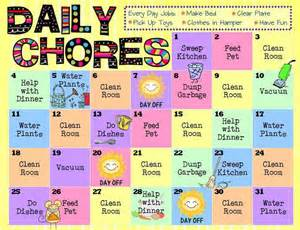 DAILY
CHORES
Every Day Jobs: • Make Bed • Clear Plate
• Pick Up Toys • Clothes in Hamper • Have Fun
1 2 3
Sweep Kitchen Feed Pet Clean Room
4 5 6 7 8 9 10
Help with Dinner Water Plants Clean Room DAY OFF Dump Garbage Clean Room Vacuum
11 12 13 14 15 16 17
Water Plants Clean Room Do Dishes Feed Pet Sweep Kitchen Help with Dinner Clean Room
18 19 20 21 22 23 24
Clean Room Vacuum DAY OFF Clean Room Dump Garbage Clean Room Water Plants
25 26 27 28 29 30 31
Do Dishes Feed Pet Clean Room Help with Dinner DAY OFF Clean Room Vacuum